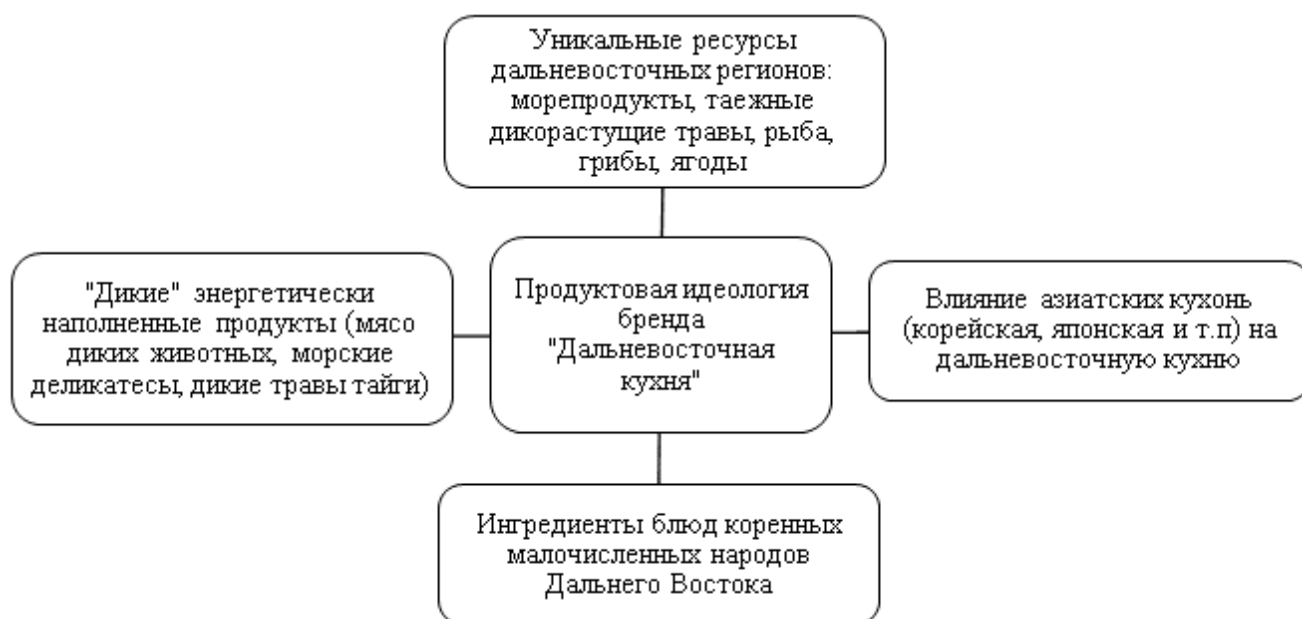 Уникальные ресурсы
дальневосточных регионов:
морепродукты, таежные
дикорастущие травы, рыба,
грибы, ягоды
"Дикие" энергетически
наполненные продукты (мясо
диких животных, морские
деликатесы, дикие травы тайги)
Продуктовая идеология
бренда
"Дальневосточная
кухня"
Влияние азиатских кухонь
(корейская, японская и т.п) на
дальневосточную кухню
Ингредиенты блюд коренных
малочисленных народов
Дальнего Востока